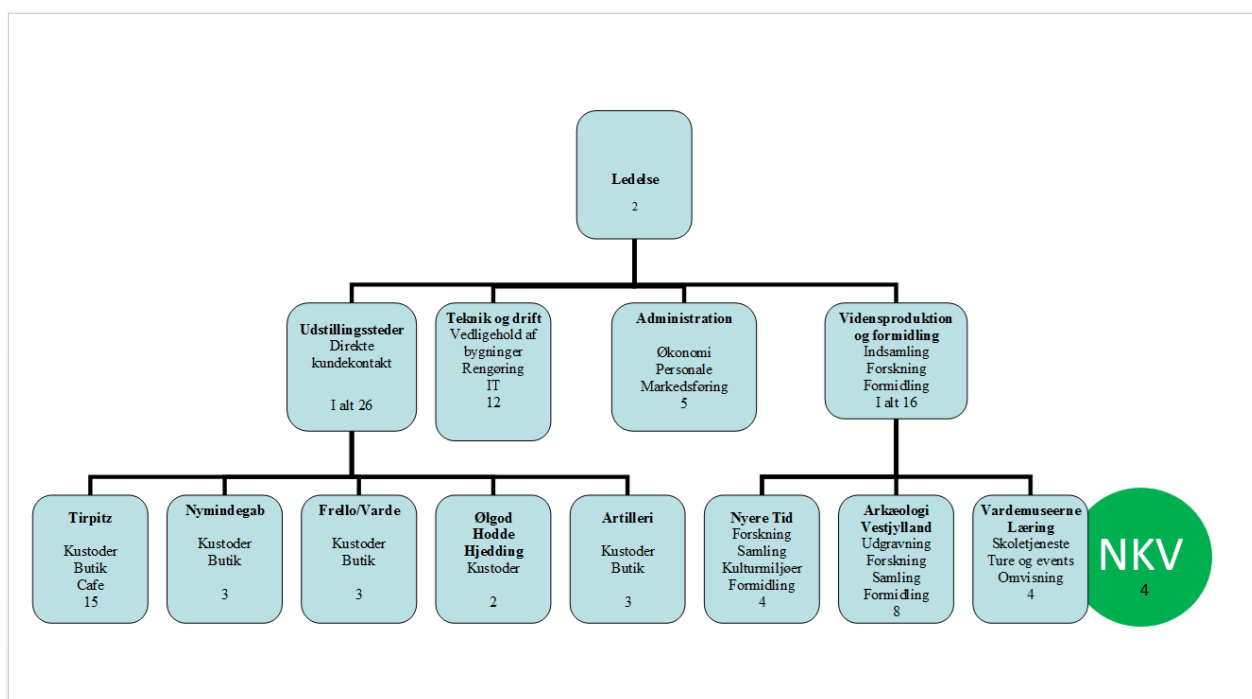 Ledelse
2
Udstillingssteder
Direkte
kundekontakt
I alt 26
Teknik og drift
Vedligehold af
bygninger
Rengøring
IT
12
Administration
Økonomi
Personale
Markedsføring
5
Vidensproduktion
og formidling
Indsamling
Forskning
Formidling
I alt 16
Tirpitz
Kustoder
Butik
Cafe
15
Nymindegab
Kustoder
Butik
3
Frello/Varde
Kustoder
Butik
3
Ølgod
Hodde
Hjedding
Kustoder
2
Artilleri
Kustoder
Butik
3
Nyere Tid
Forskning
Samling
Kulturmiljøer
Formidling
4
Arkæologi
Vestjylland
Udgravning
Forskning
Samling
Formidling
8
Vardemuseerne
Læring
Skoletjeneste
Ture og events
Omvisning
4
NKV
4